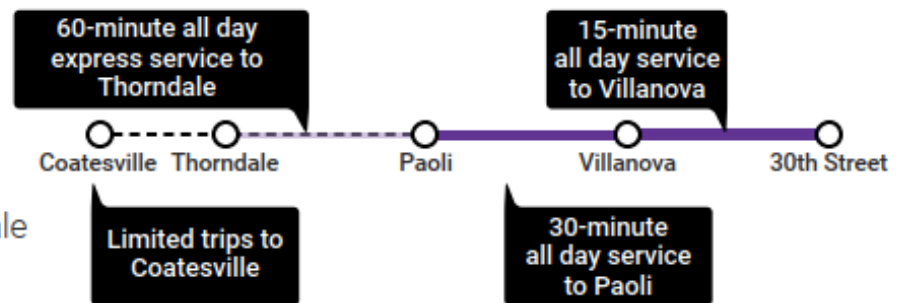 60-minute all day
express service to
Thorndale
15-minute
all day service
to Villanova
Coatesville
Thorndale
Paoli
Villanova
30th Street
Limited trips to
Coatesville
30-minute
all day service
to Paoli